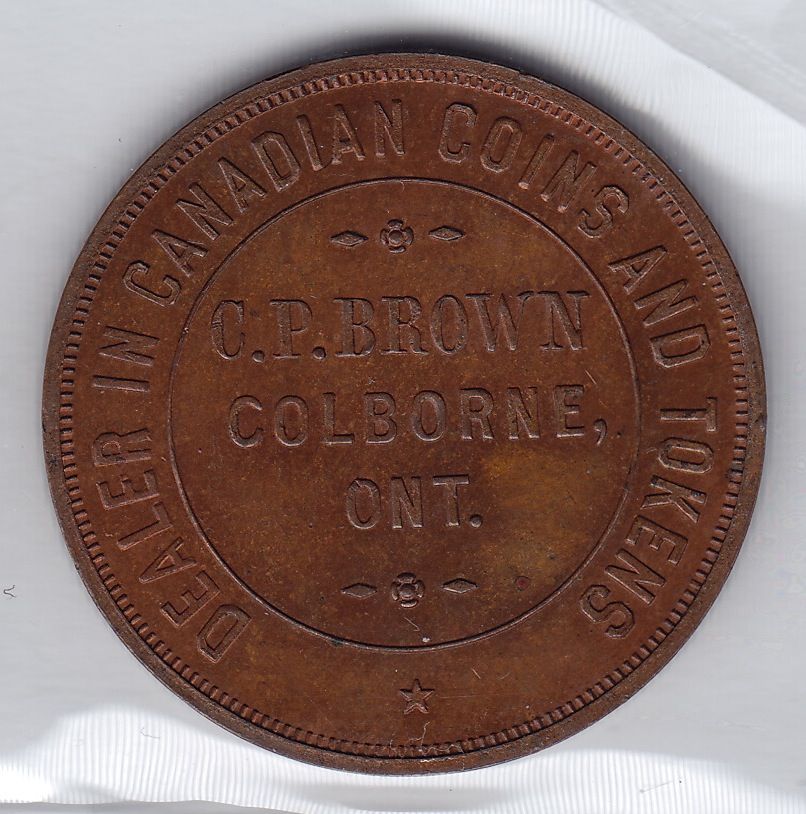 DEALER IN CANADIAN COINS AND TOKENS
C.P. BROWN
COLBORNE,
ONT.